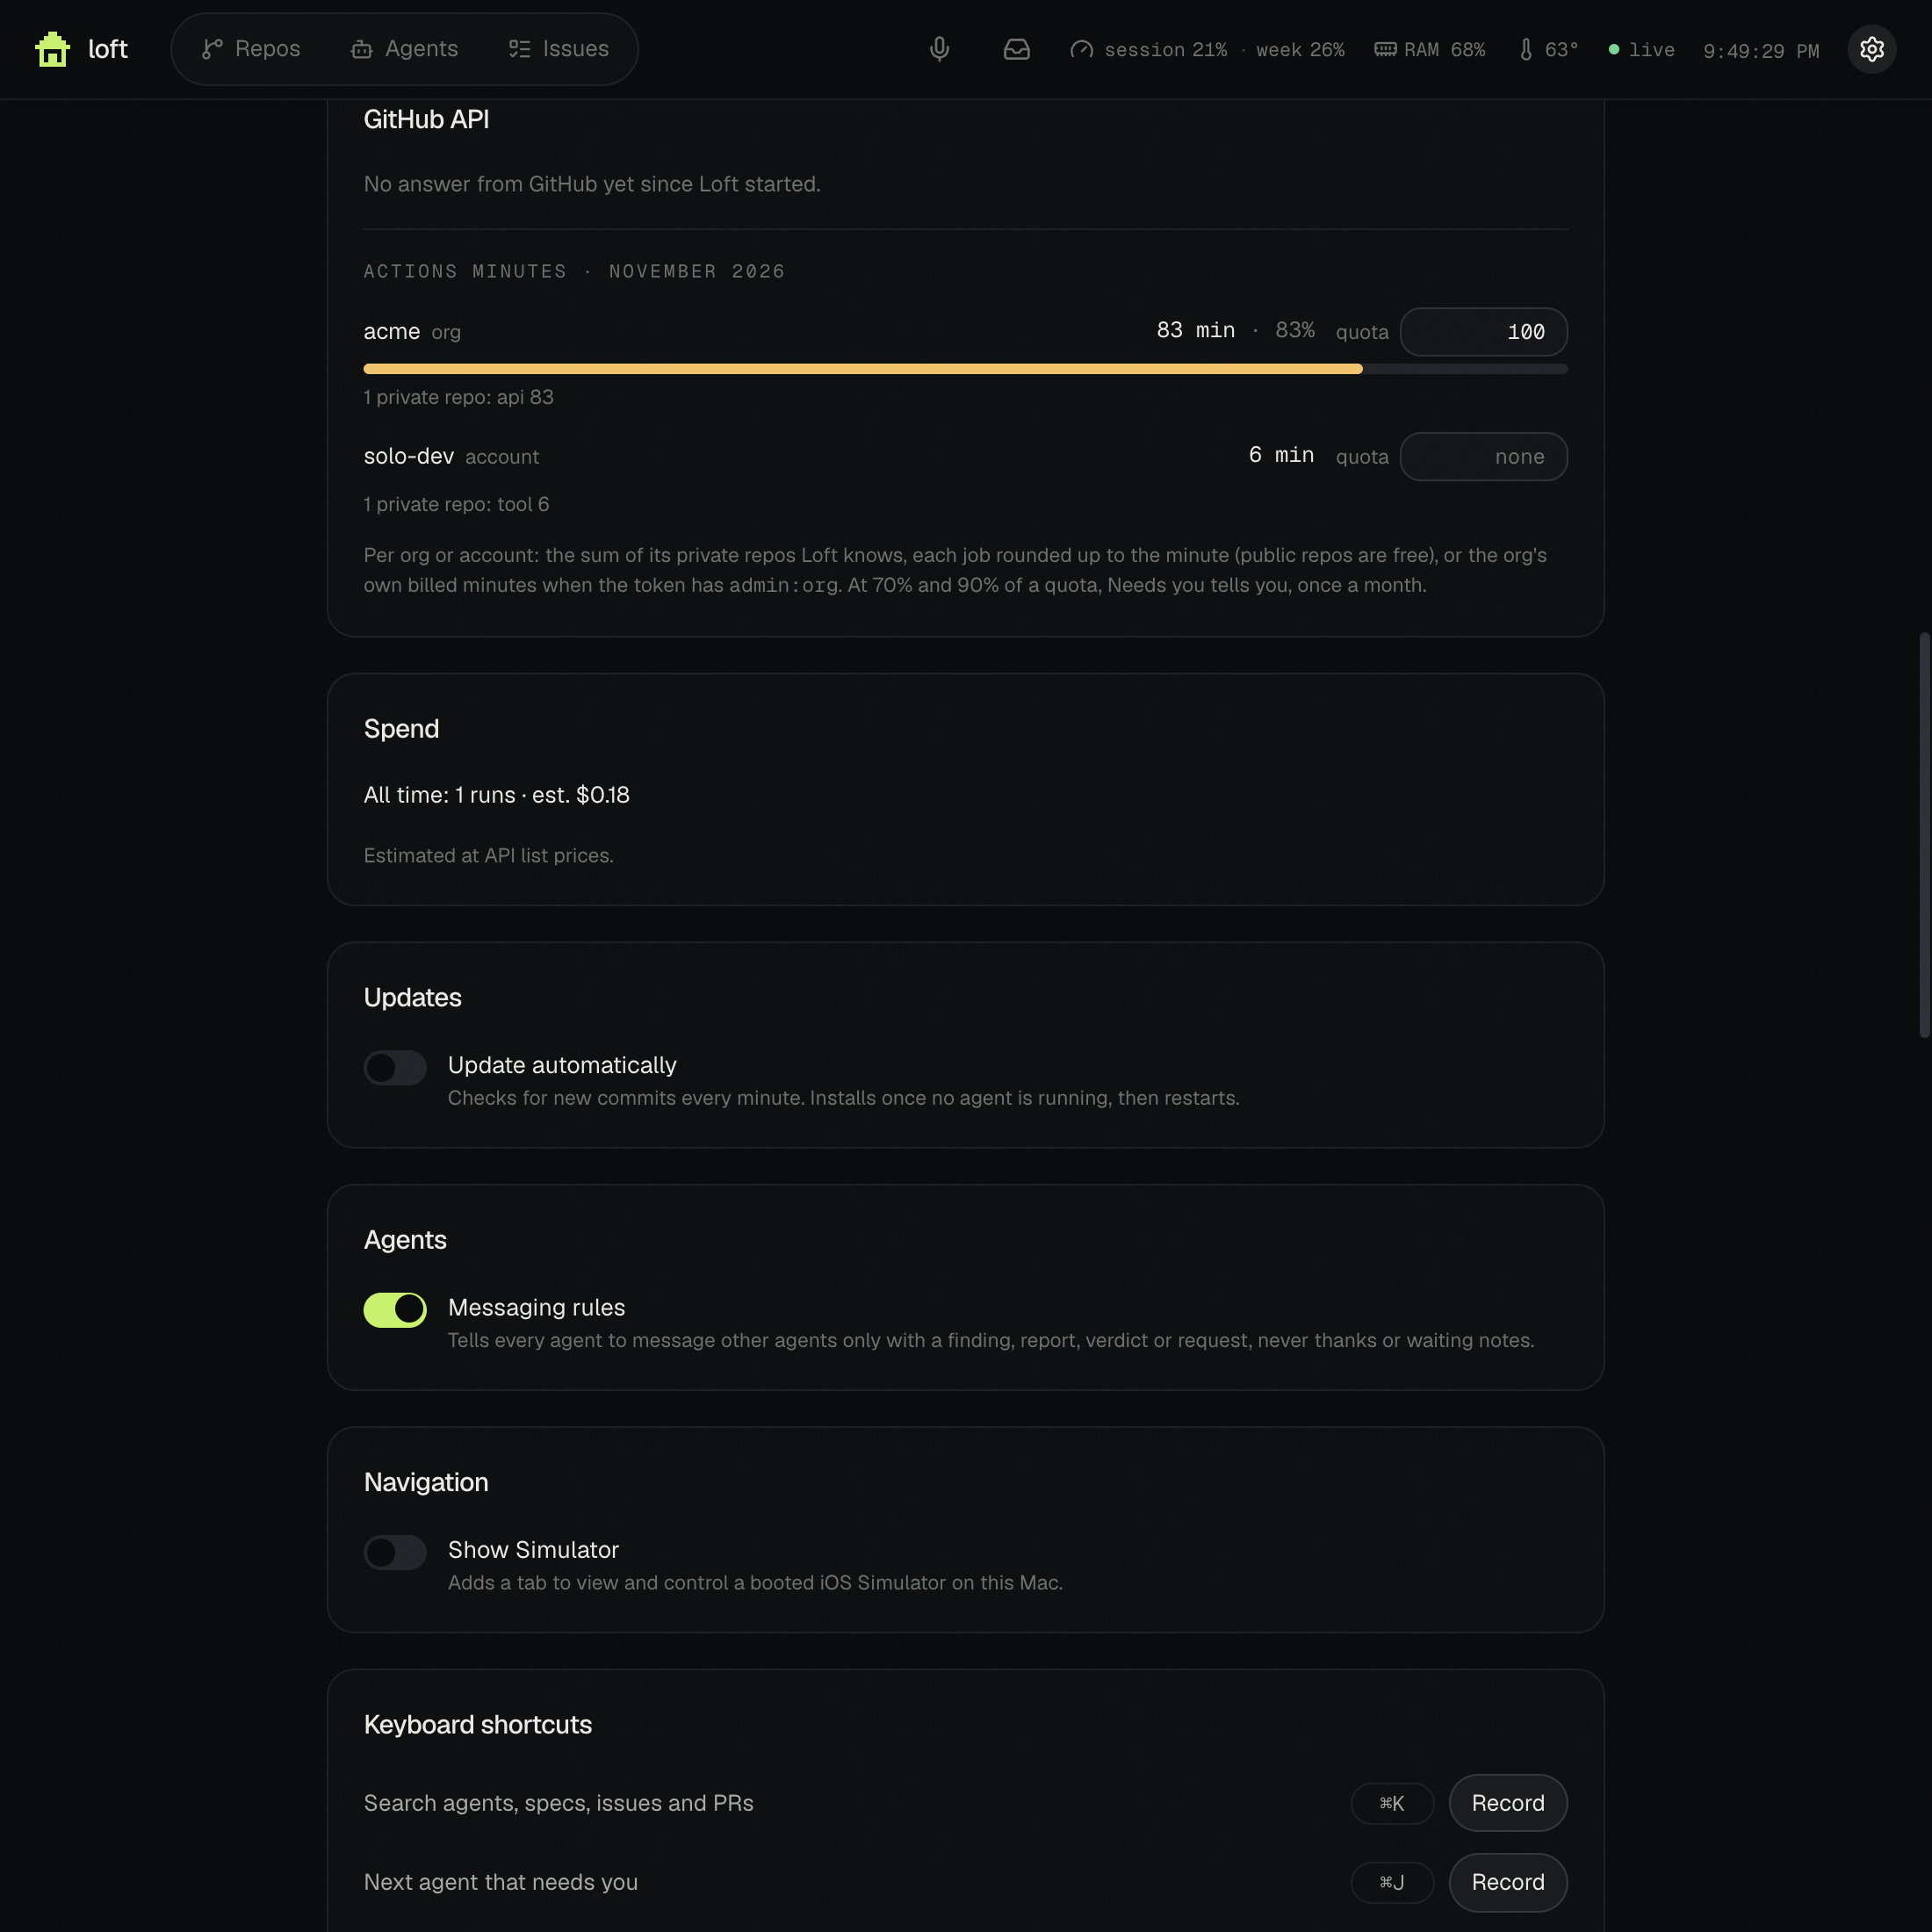 loft
Repos
Agents
Issues
session 21% · week 26%
RAM 68%
63°
live
9:49:29 PM
GitHub API
No answer from GitHub yet since Loft started.
ACTIONS MINUTES · NOVEMBER 2026
acme org
83 min · 83% quota 100
1 private repo: api 83
solo-dev account
6 min quota none
1 private repo: tool 6
Per org or account: the sum of its private repos Loft knows, each job rounded up to the minute (public repos are free), or the org's
own billed minutes when the token has admin:org. At 70% and 90% of a quota, Needs you tells you, once a month.
Spend
All time: 1 runs · est. $0.18
Estimated at API list prices.
Updates
Update automatically
Checks for new commits every minute. Installs once no agent is running, then restarts.
Agents
Messaging rules
Tells every agent to message other agents only with a finding, report, verdict or request, never thanks or waiting notes.
Navigation
Show Simulator
Adds a tab to view and control a booted iOS Simulator on this Mac.
Keyboard shortcuts
Search agents, specs, issues and PRs ⌘K Record
Next agent that needs you ⌘J Record